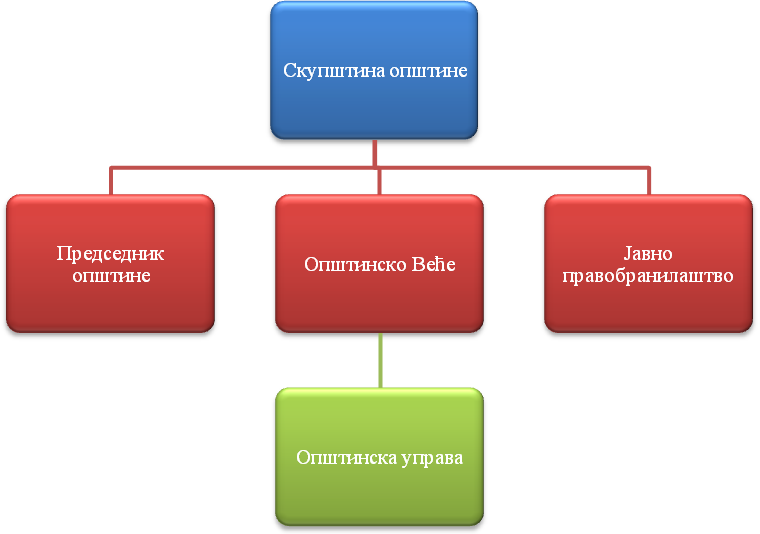 Скупштина општине
Председник
општине
Општинско Веће
Јавно
правобранилаштво
Општинска управа